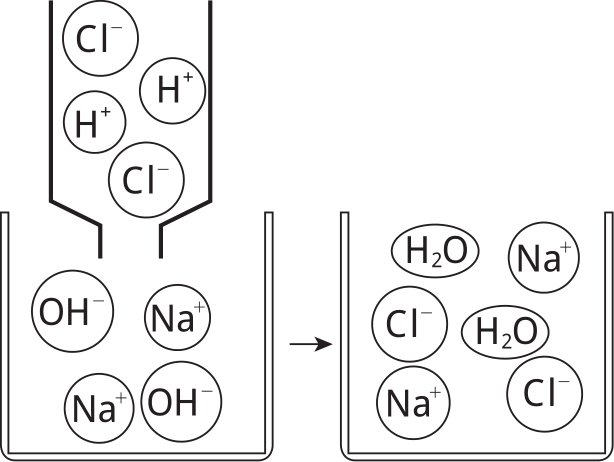 Cl⁻
H⁺
H⁺
Cl⁻
OH⁻
Na⁺
Na⁺
OH⁻
H₂O
Na⁺
Cl⁻
H₂O
Na⁺
Cl⁻